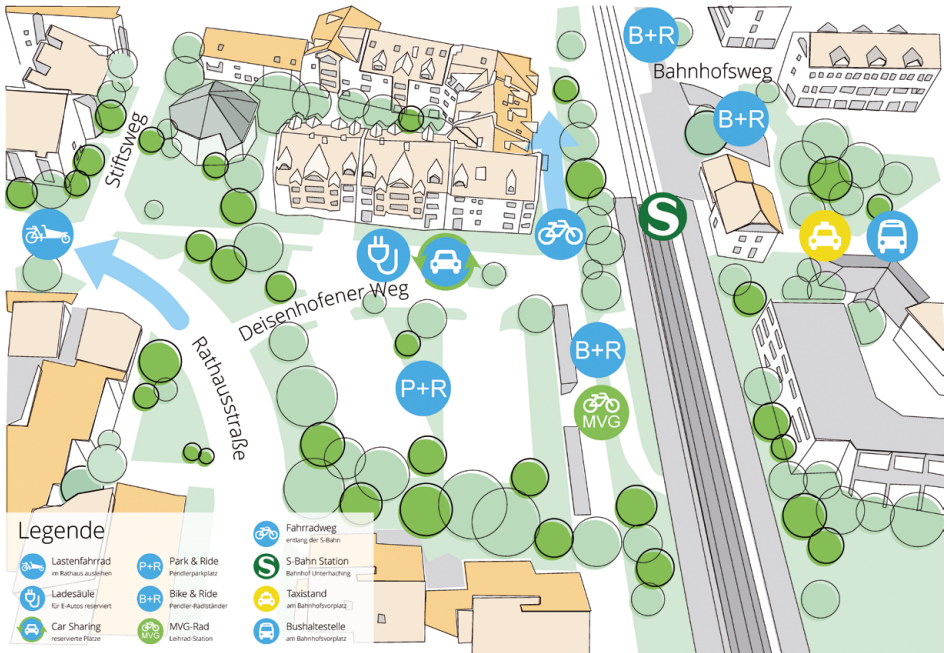 B+R
Bahnhofsweg
B+R
Stiftsweg
S
Deisenhofener Weg
Rathausstraße
B+R
P+R
MVG
Legende
Lastenfahrrad
im Rathaus ausleihen
Ladesäule
für E-Autos reserviert
Car Sharing
reservierte Plätze
P+R
Park & Ride
Pendlerparkplatz
B+R
Bike & Ride
Pendler-Radständer
MVG
MVG-Rad
Leihrad-Station
Fahrradweg
entlang der S-Bahn
S
S-Bahn Station
Bahnhof Unterhaching
Taxistand
am Bahnhofsvorplatz
Bushaltestelle
am Bahnhofsvorplatz